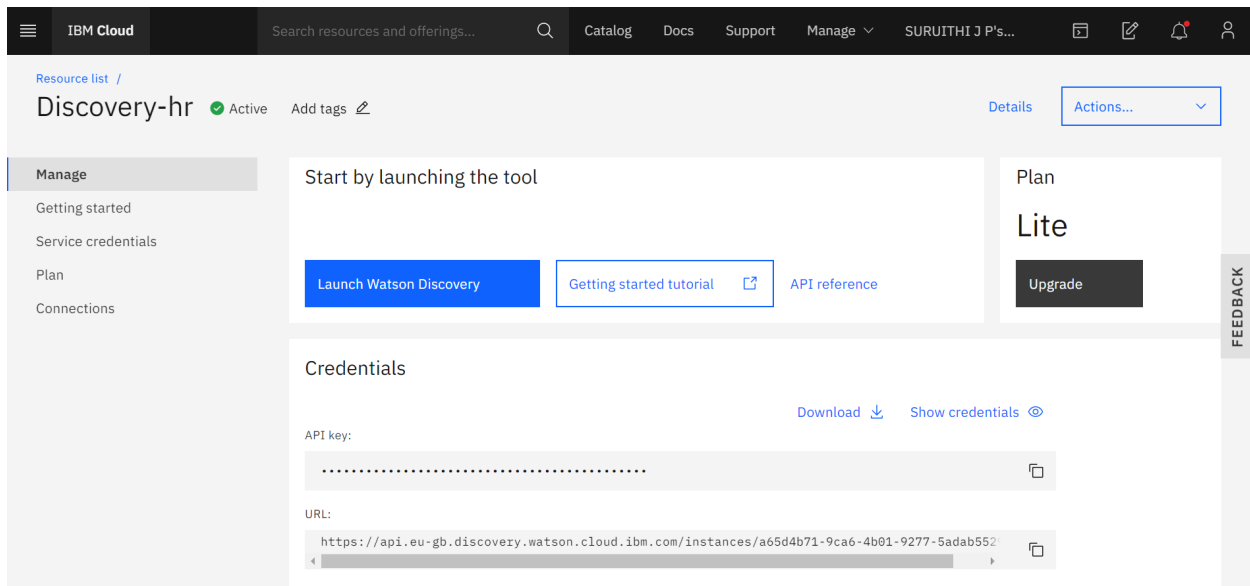 IBM Cloud
Search resources and offerings...
Catalog
Docs
Support
Manage
SURUITHI J P's...
Resource list /
Discovery-hr
Active
Add tags
Details
Actions...
Manage
Getting started
Service credentials
Plan
Connections
Start by launching the tool
Launch Watson Discovery
Getting started tutorial
API reference
Plan
Lite
Upgrade
FEEDBACK
Credentials
Download
Show credentials
API key:
••••••••••••••••••••••••••••••••••••••••••••
URL:
https://api.eu-gb.discovery.watson.cloud.ibm.com/instances/a65d4b71-9ca6-4b01-9277-5adab552